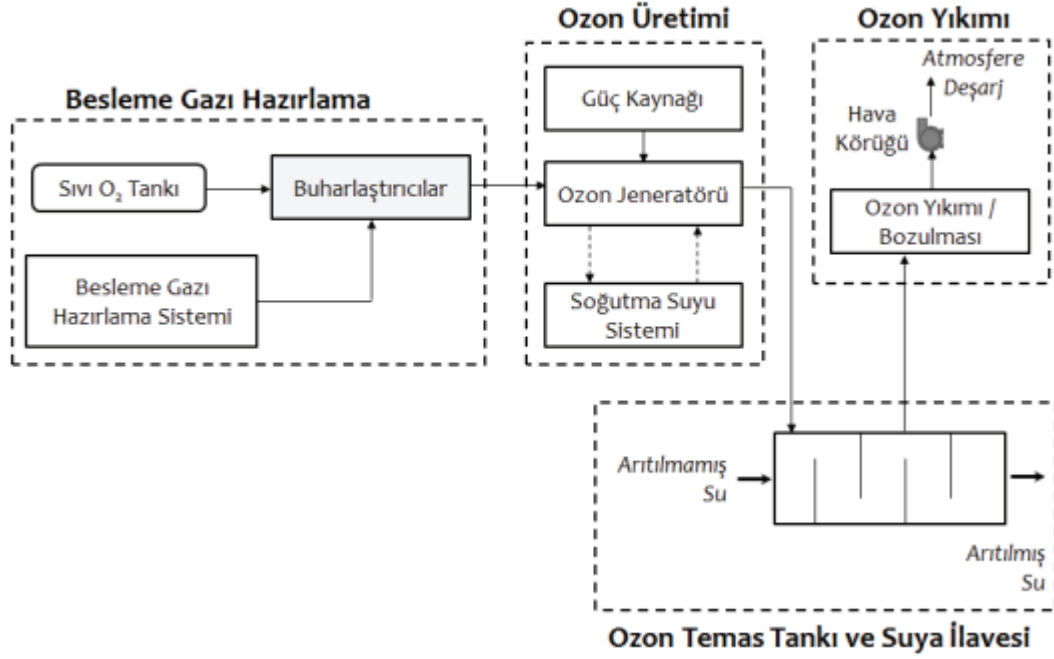 Besleme Gazı Hazırlama
Sıvı O₂ Tankı
Buharlaştırıcılar
Besleme Gazı
Hazırlama Sistemi
Ozon Üretimi
Güç Kaynağı
Ozon Jeneratörü
Soğutma Suyu
Sistemi
Ozon Yıkımı
Atmosfere
Deşarj
Hava
Körüğü
Ozon Yıkımı /
Bozulması
Arıtılmamış
Su
Arıtılmış
Su
Ozon Temas Tankı ve Suya İlavesi